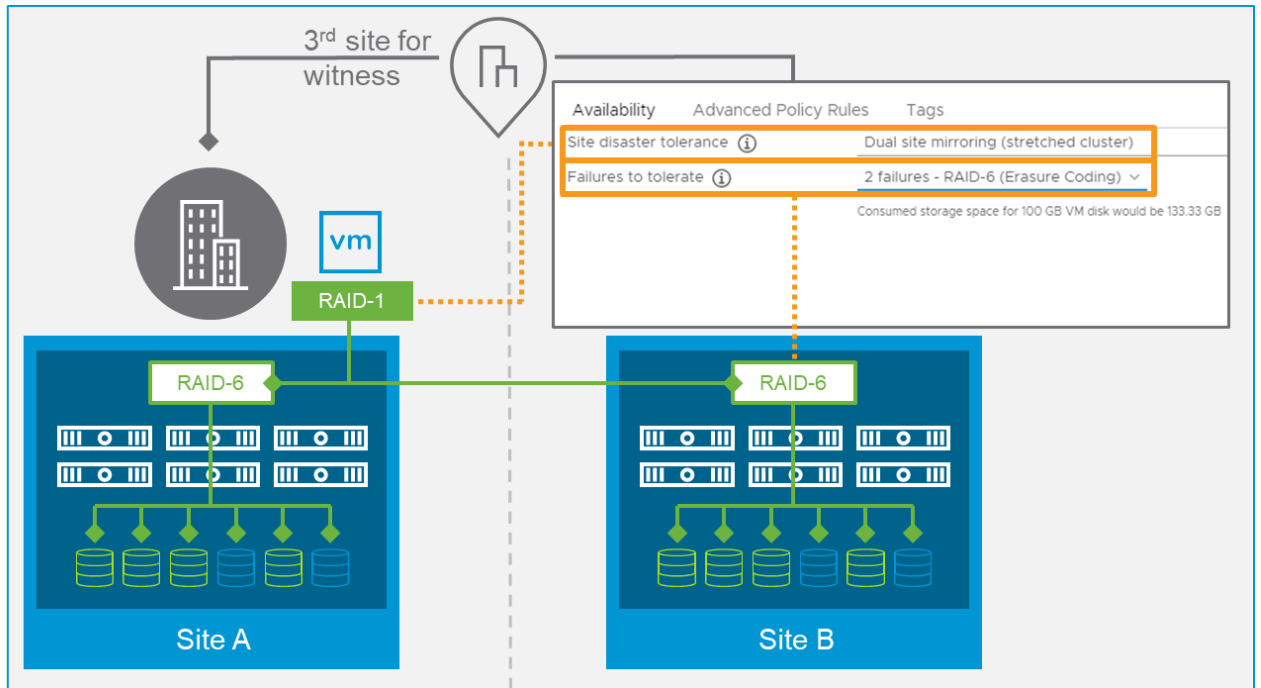 3rd site for
witness
Availability Advanced Policy Rules Tags
Site disaster tolerance i Dual site mirroring (stretched cluster)
Failures to tolerate i 2 failures - RAID-6 (Erasure Coding)
Consumed storage space for 100 GB VM disk would be 133.33 GB
vm
RAID-1
RAID-6 RAID-6
Site A Site B